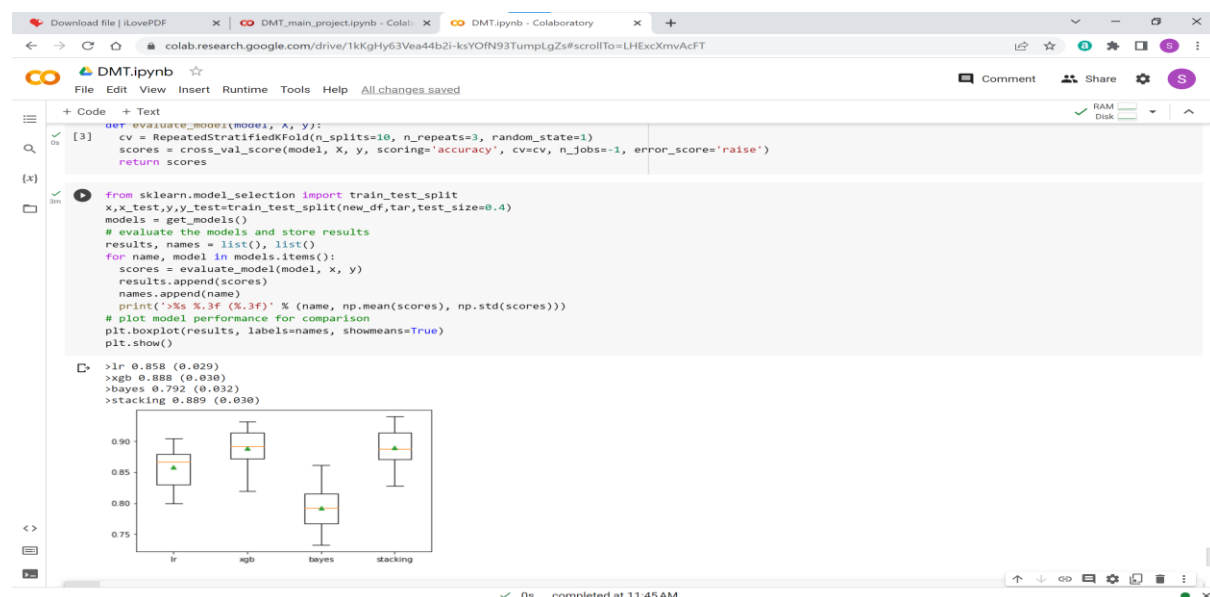 Download file | iLovePDF
DMT_main_project.ipynb - Colab
DMT.ipynb - Colaboratory
colab.research.google.com/drive/1kKgHy63Vea44b2i-ksYOfN93TumpLgZs#scrollTo=LHExcXmvAcFT
a
S
CO
DMT.ipynb
Comment
Share
S
File Edit View Insert Runtime Tools Help All changes saved
+ Code + Text
RAM
Disk
def evaluate_model(model, X, y):
[3] cv = RepeatedStratifiedKFold(n_splits=10, n_repeats=3, random_state=1)
0s
scores = cross_val_score(model, X, y, scoring='accuracy', cv=cv, n_jobs=-1, error_score='raise')
return scores
{x}
3m
from sklearn.model_selection import train_test_split
x,x_test,y,y_test=train_test_split(new_df,tar,test_size=0.4)
models = get_models()
# evaluate the models and store results
results, names = list(), list()
for name, model in models.items():
scores = evaluate_model(model, x, y)
results.append(scores)
names.append(name)
print('>%s %.3f (%.3f)' % (name, np.mean(scores), np.std(scores)))
# plot model performance for comparison
plt.boxplot(results, labels=names, showmeans=True)
plt.show()
>lr 0.858 (0.029)
>xgb 0.888 (0.030)
>bayes 0.792 (0.032)
>stacking 0.889 (0.030)
0.90
0.85
0.80
0.75
lr xgb bayes stacking
0s completed at 11:45 AM